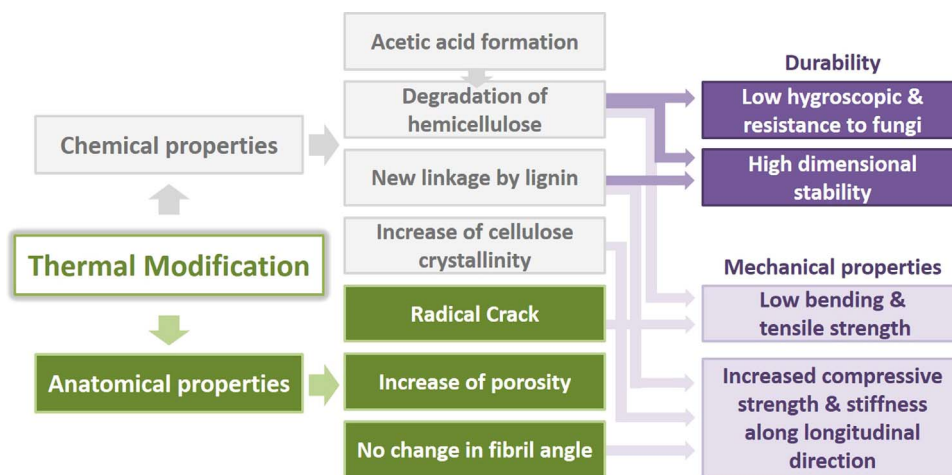 Acetic acid formation
Durability
Degradation of
hemicellulose
Low hygroscopic &
resistance to fungi
Chemical properties
New linkage by lignin
High dimensional
stability
Increase of cellulose
crystallinity
Thermal Modification
Mechanical properties
Radical Crack
Low bending &
tensile strength
Anatomical properties
Increase of porosity
Increased compressive
strength & stiffness
along longitudinal
direction
No change in fibril angle